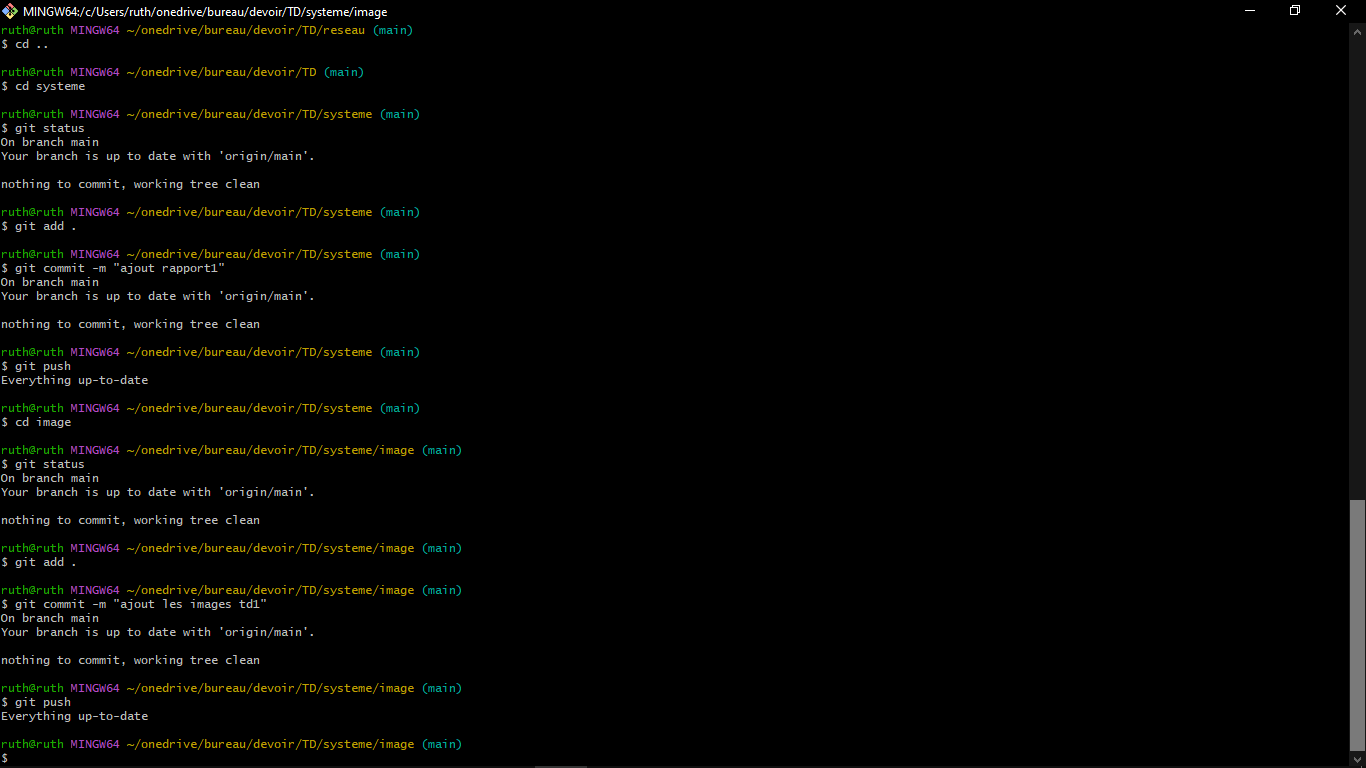 MINGW64:/c/Users/ruth/onedrive/bureau/devoir/TD/systeme/image
ruth@ruth MINGW64 ~/onedrive/bureau/devoir/TD/reseau (main)
$ cd ..
ruth@ruth MINGW64 ~/onedrive/bureau/devoir/TD (main)
$ cd systeme
ruth@ruth MINGW64 ~/onedrive/bureau/devoir/TD/systeme (main)
$ git status
On branch main
Your branch is up to date with 'origin/main'.
nothing to commit, working tree clean
ruth@ruth MINGW64 ~/onedrive/bureau/devoir/TD/systeme (main)
$ git add .
ruth@ruth MINGW64 ~/onedrive/bureau/devoir/TD/systeme (main)
$ git commit -m "ajout rapport1"
On branch main
Your branch is up to date with 'origin/main'.
nothing to commit, working tree clean
ruth@ruth MINGW64 ~/onedrive/bureau/devoir/TD/systeme (main)
$ git push
Everything up-to-date
ruth@ruth MINGW64 ~/onedrive/bureau/devoir/TD/systeme (main)
$ cd image
ruth@ruth MINGW64 ~/onedrive/bureau/devoir/TD/systeme/image (main)
$ git status
On branch main
Your branch is up to date with 'origin/main'.
nothing to commit, working tree clean
ruth@ruth MINGW64 ~/onedrive/bureau/devoir/TD/systeme/image (main)
$ git add .
ruth@ruth MINGW64 ~/onedrive/bureau/devoir/TD/systeme/image (main)
$ git commit -m "ajout les images td1"
On branch main
Your branch is up to date with 'origin/main'.
nothing to commit, working tree clean
ruth@ruth MINGW64 ~/onedrive/bureau/devoir/TD/systeme/image (main)
$ git push
Everything up-to-date
ruth@ruth MINGW64 ~/onedrive/bureau/devoir/TD/systeme/image (main)
$